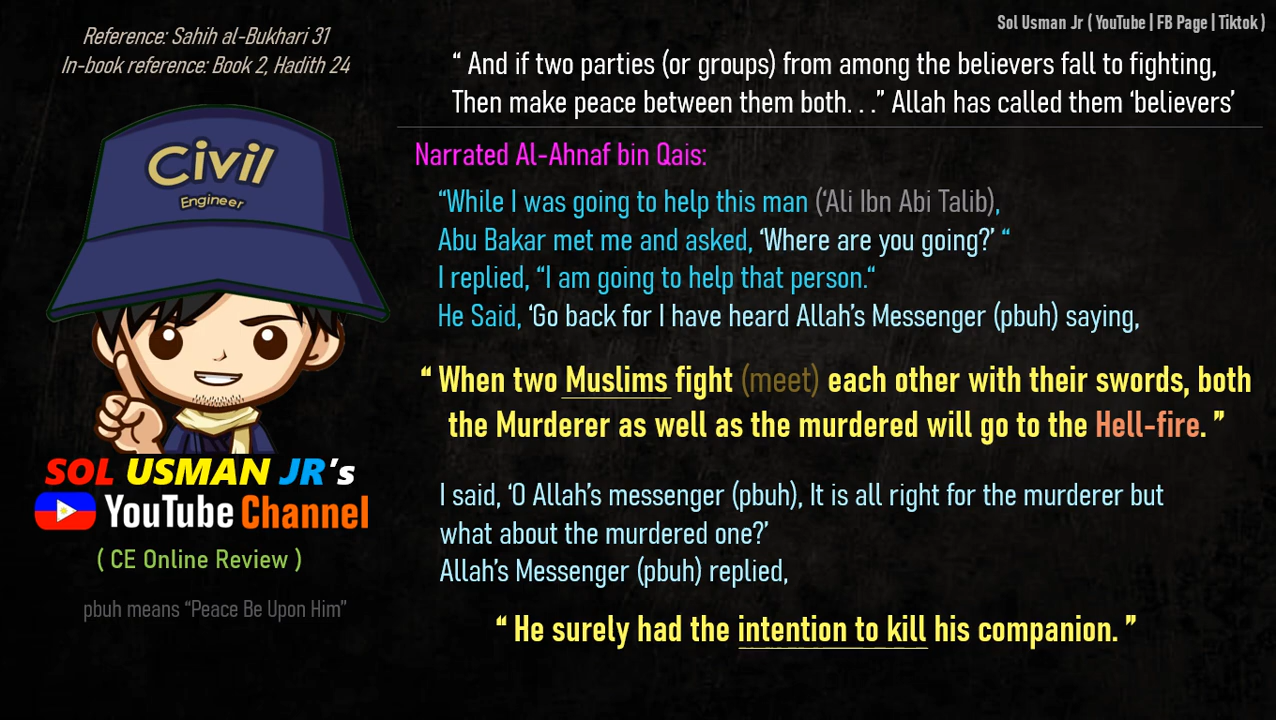 Sol Usman Jr ( YouTube | FB Page | Tiktok )
Reference: Sahih al-Bukhari 31
In-book reference: Book 2, Hadith 24
“ And if two parties (or groups) from among the believers fall to fighting,
Then make peace between them both. . .” Allah has called them ‘believers’
Narrated Al-Ahnaf bin Qais:
“While I was going to help this man (‘Ali Ibn Abi Talib),
Abu Bakar met me and asked, ‘Where are you going?’ “
I replied, “I am going to help that person.“
He Said, ‘Go back for I have heard Allah’s Messenger (pbuh) saying,
“ When two Muslims fight (meet) each other with their swords, both
the Murderer as well as the murdered will go to the Hell-fire. ”
I said, ‘O Allah’s messenger (pbuh), It is all right for the murderer but
what about the murdered one?’
Allah’s Messenger (pbuh) replied,
“ He surely had the intention to kill his companion. ”
Civil
Engineer
SOL USMAN JR’s
YouTube Channel
( CE Online Review )
pbuh means “Peace Be Upon Him”